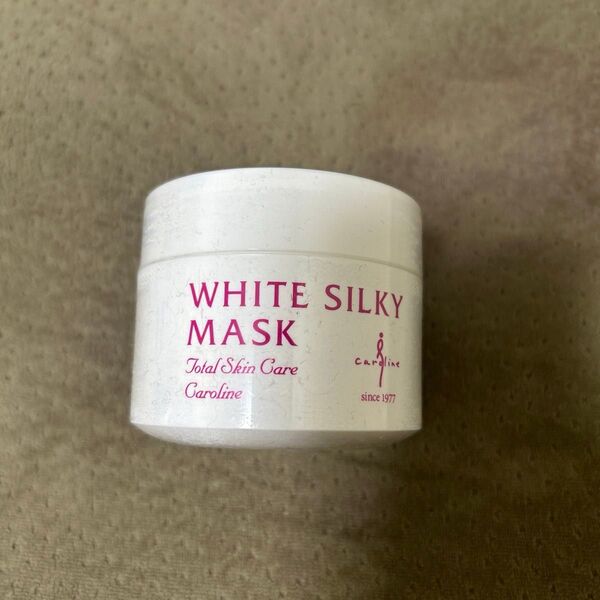 WHITE SILKY
MASK
Total Skin Care
Caroline
caroline
since 1977